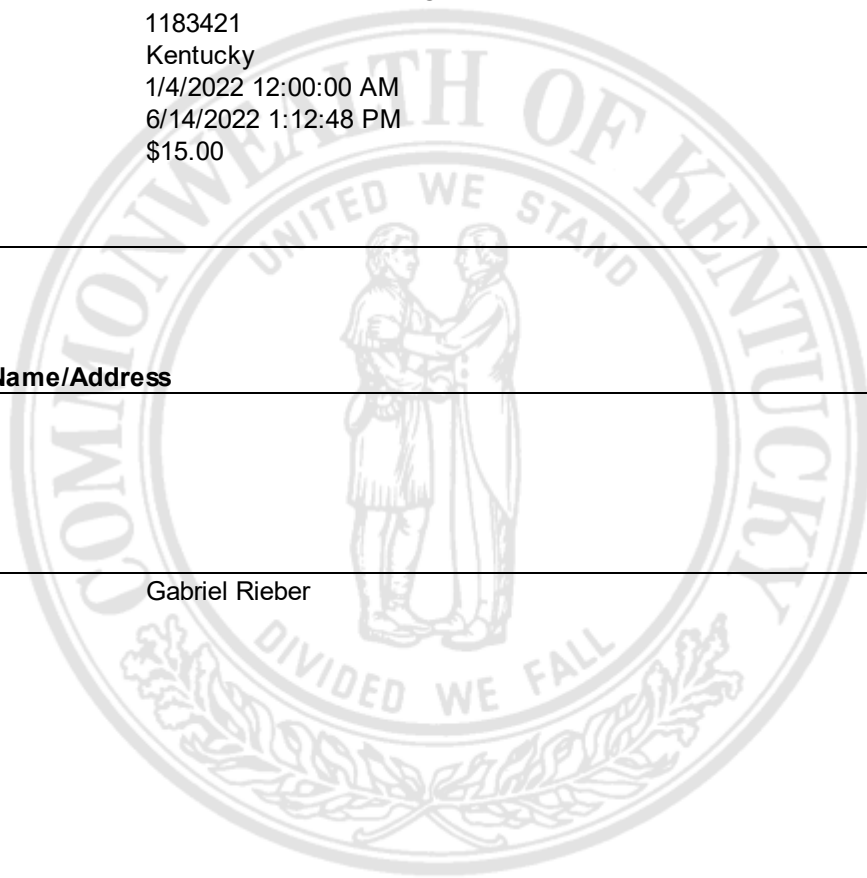 1183421
Kentucky
1/4/2022 12:00:00 AM
6/14/2022 1:12:48 PM
$15.00
Name/Address
Gabriel Rieber
COMMONWEALTH OF KENTUCKY
UNITED WE STAND
DIVIDED WE FALL